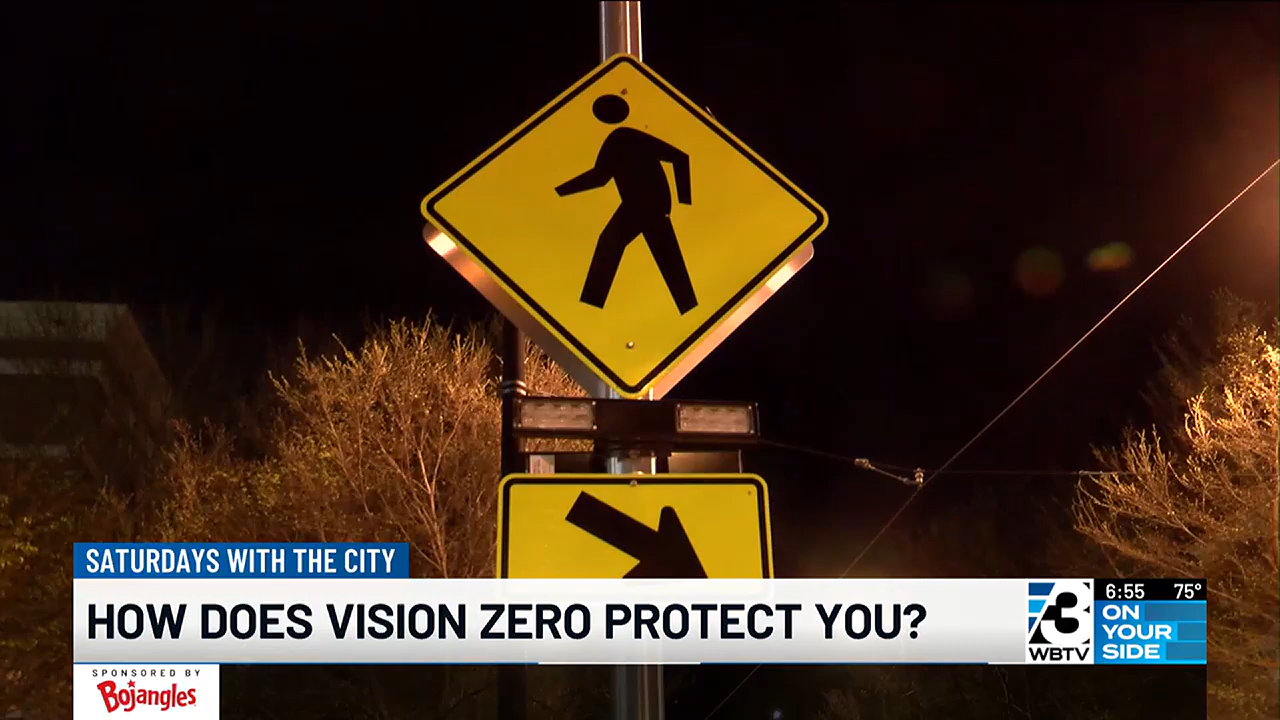 SATURDAYS WITH THE CITY
HOW DOES VISION ZERO PROTECT YOU?
3
WBTV
6:55 75°
ON
YOUR
SIDE
SPONSORED BY
Bojangles